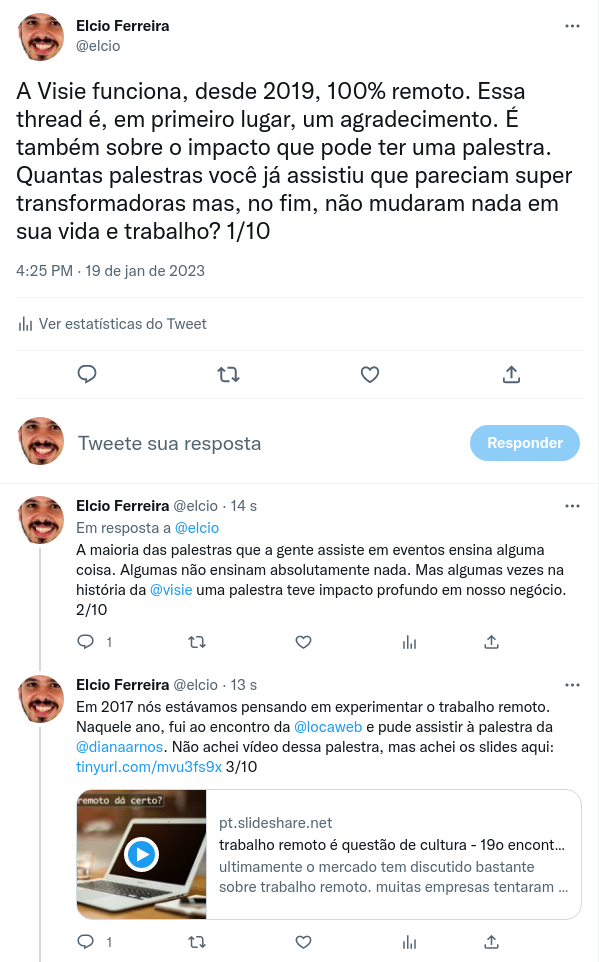 Elcio Ferreira
@elcio
A Visie funciona, desde 2019, 100% remoto. Essa
thread é, em primeiro lugar, um agradecimento. É
também sobre o impacto que pode ter uma palestra.
Quantas palestras você já assistiu que pareciam super
transformadoras mas, no fim, não mudaram nada em
sua vida e trabalho? 1/10
4:25 PM · 19 de jan de 2023
Ver estatísticas do Tweet
Tweete sua resposta
Responder
Elcio Ferreira @elcio · 14 s
Em resposta a @elcio
A maioria das palestras que a gente assiste em eventos ensina alguma
coisa. Algumas não ensinam absolutamente nada. Mas algumas vezes na
história da @visie uma palestra teve impacto profundo em nosso negócio.
2/10
1
Elcio Ferreira @elcio · 13 s
Em 2017 nós estávamos pensando em experimentar o trabalho remoto.
Naquele ano, fui ao encontro da @locaweb e pude assistir à palestra da
@dianaarnos. Não achei vídeo dessa palestra, mas achei os slides aqui:
tinyurl.com/mvu3fs9x 3/10
remoto dá certo?
pt.slideshare.net
trabalho remoto é questão de cultura - 19o encont...
ultimamente o mercado tem discutido bastante
sobre trabalho remoto. muitas empresas tentaram ...
1